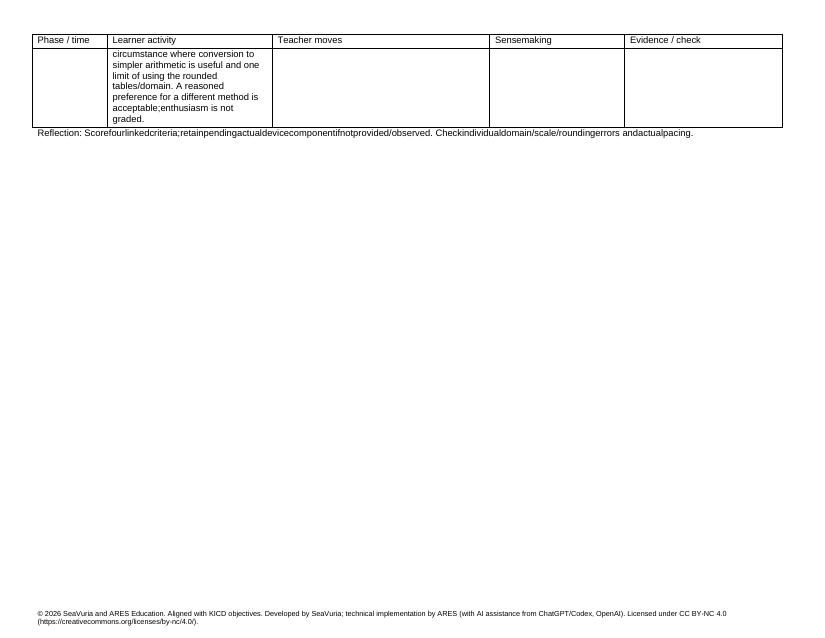 Phase / time Learner activity Teacher moves Sensemaking Evidence / check
circumstance where conversion to
simpler arithmetic is useful and one
limit of using the rounded
tables/domain. A reasoned
preference for a different method is
acceptable;enthusiasm is not
graded.
Reflection: Scorefourlinkedcriteria;retainpendingactualdevicecomponentifnotprovided/observed. Checkindividualdomain/scale/roundingerrors andactualpacing.
© 2026 SeaVuria and ARES Education. Aligned with KICD objectives. Developed by SeaVuria; technical implementation by ARES (with AI assistance from ChatGPT/Codex, OpenAI). Licensed under CC BY-NC 4.0
(https://creativecommons.org/licenses/by-nc/4.0/).